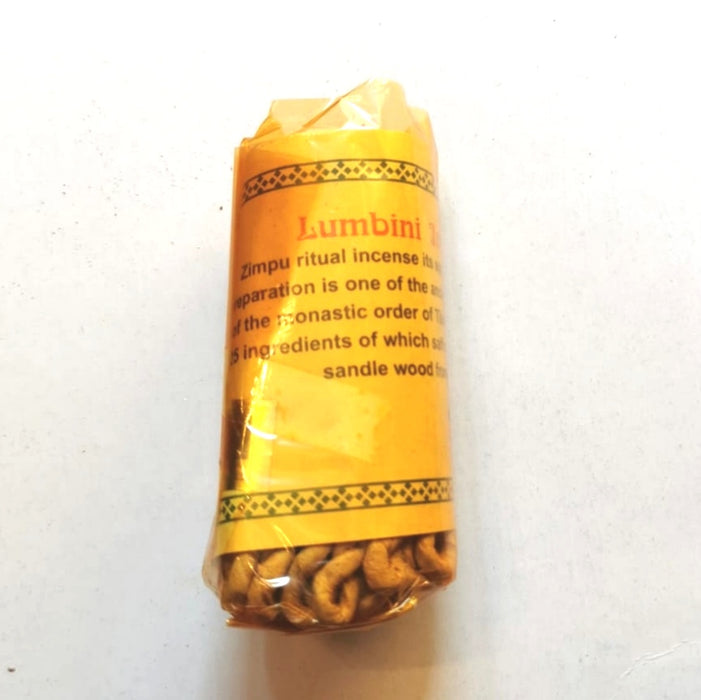 Lumbini
Zimpu ritual incense its
reparation is one of the
of the monastic order of
25 ingredients of which
sandle wood